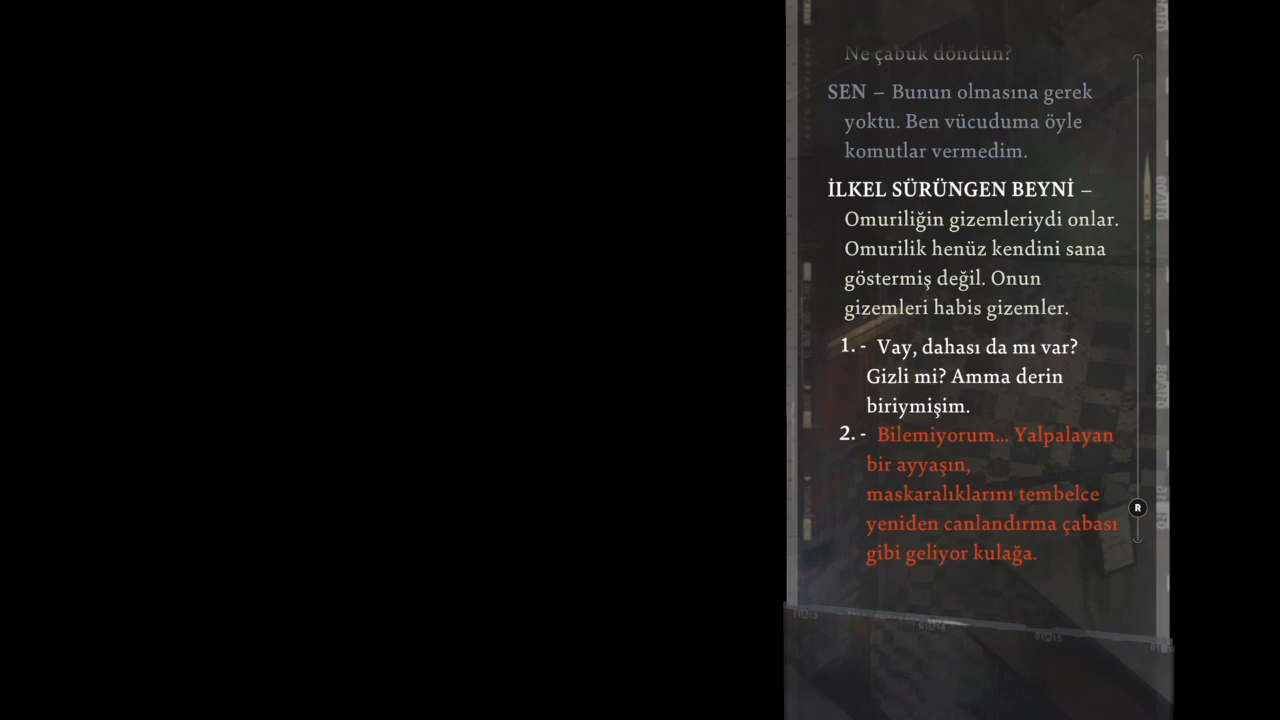 Ne çabuk döndün?
SEN – Bunun olmasına gerek
yoktu. Ben vücuduma öyle
komutlar vermedim.
İLKEL SÜRÜNGEN BEYNİ –
Omuriliğin gizemleriydi onlar.
Omurilik henüz kendini sana
göstermiş değil. Onun
gizemleri habis gizemler.
1. - Vay, dahası da mı var?
Gizli mi? Amma derin
biriymişim.
2. - Bilemiyorum... Yalpalayan
bir ayyaşın,
maskaralıklarını tembelce
yeniden canlandırma çabası
gibi geliyor kulağa.
R